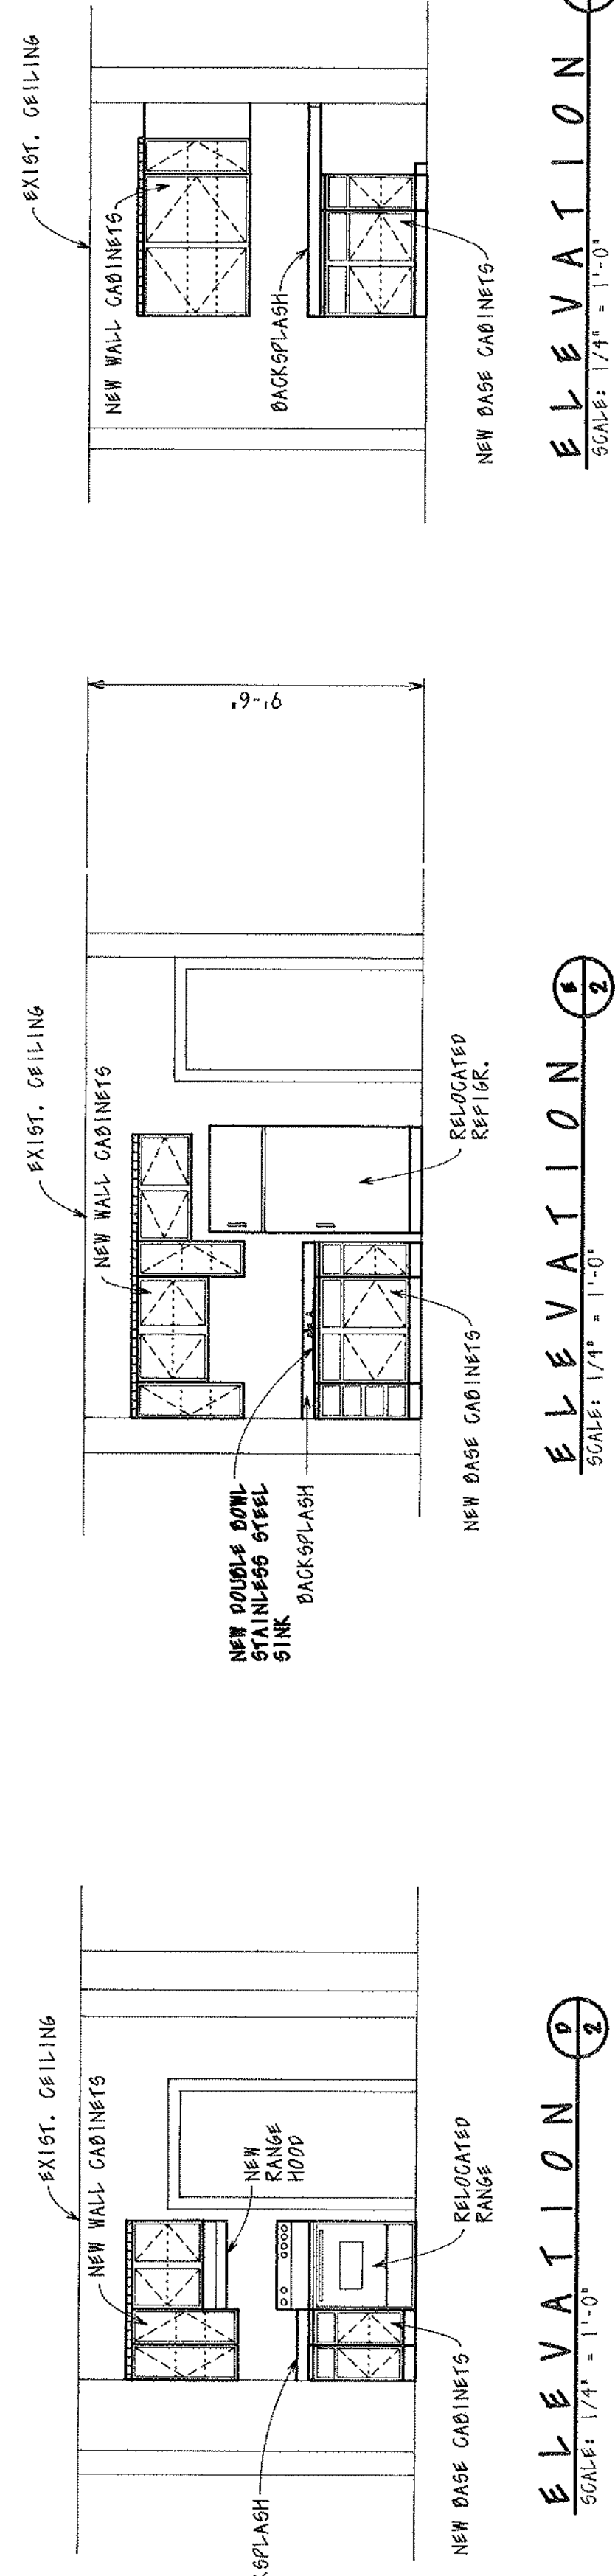 EXIST. CEILING
NEW WALL CABINETS
NEW
RANGE
HOOD
RELOCATED
RANGE
NEW BASE CABINETS
ELEVATION
SCALE: 1/4" = 1'-0"
D
2
EXIST. CEILING
NEW WALL CABINETS
NEW DOUBLE BOWL
STAINLESS STEEL
SINK
BACKSPLASH
RELOCATED
REFIGR.
NEW BASE CABINETS
9'-6"
ELEVATION
SCALE: 1/4" = 1'-0"
E
2
EXIST. CEILING
NEW WALL CABINETS
BACKSPLASH
NEW BASE CABINETS
ELEVATION
SCALE: 1/4" = 1'-0"